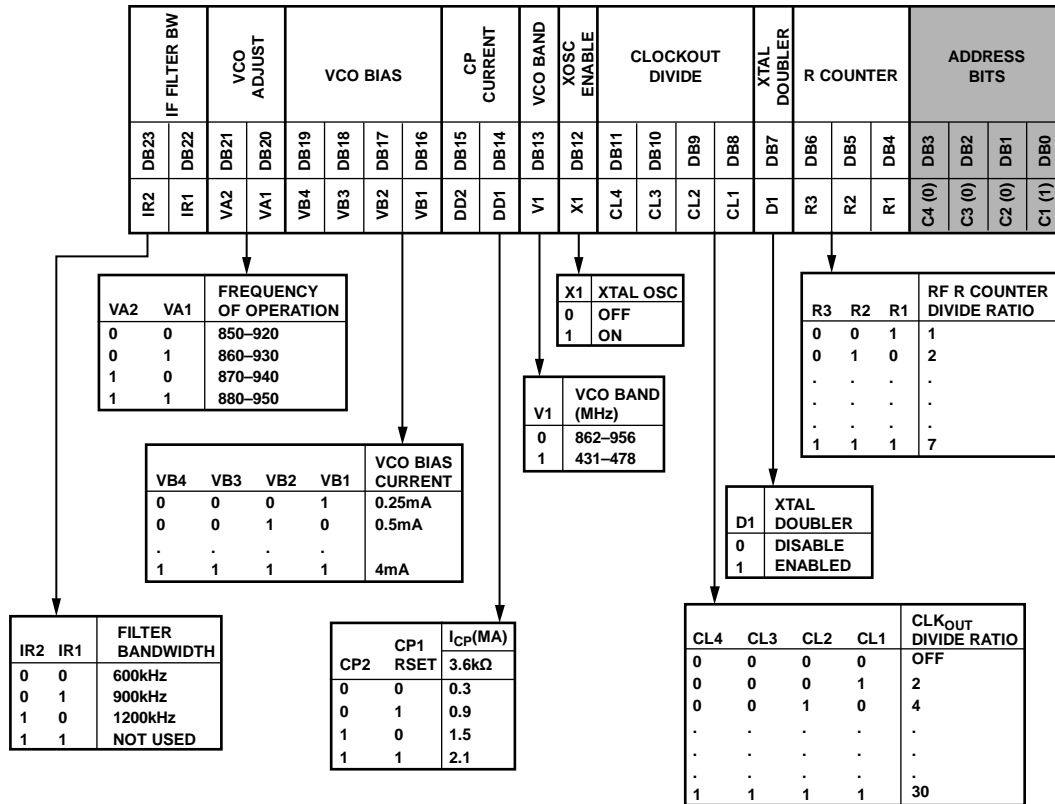 IF FILTER BW
VCO ADJUST
VCO BIAS
CP CURRENT
VCO BAND
XOSC ENABLE
CLOCKOUT DIVIDE
XTAL DOUBLER
R COUNTER
ADDRESS BITS
DB23 DB22 DB21 DB20 DB19 DB18 DB17 DB16 DB15 DB14 DB13 DB12 DB11 DB10 DB9 DB8 DB7 DB6 DB5 DB4 DB3 DB2 DB1 DB0
IR2 IR1 VA2 VA1 VB4 VB3 VB2 VB1 DD2 DD1 V1 X1 CL4 CL3 CL2 CL1 D1 R3 R2 R1 C4 (0) C3 (0) C2 (0) C1 (1)
VA2 VA1 FREQUENCY OF OPERATION
0 0 850–920
0 1 860–930
1 0 870–940
1 1 880–950
X1 XTAL OSC
0 OFF
1 ON
R3 R2 R1 RF R COUNTER DIVIDE RATIO
0 0 1 1
0 1 0 2
. . . .
. . . .
. . . .
1 1 1 7
V1 VCO BAND (MHz)
0 862–956
1 431–478
VB4 VB3 VB2 VB1 VCO BIAS CURRENT
0 0 0 1 0.25mA
0 0 1 0 0.5mA
. . . .
1 1 1 1 4mA
D1 XTAL DOUBLER
0 DISABLE
1 ENABLED
IR2 IR1 FILTER BANDWIDTH
0 0 600kHz
0 1 900kHz
1 0 1200kHz
1 1 NOT USED
CP2 CP1 RSET ICP(MA)
3.6kΩ
0 0 0.3
0 1 0.9
1 0 1.5
1 1 2.1
CL4 CL3 CL2 CL1 CLKOUT DIVIDE RATIO
0 0 0 0 OFF
0 0 0 1 2
0 0 1 0 4
. . . . .
. . . . .
. . . . .
1 1 1 1 30